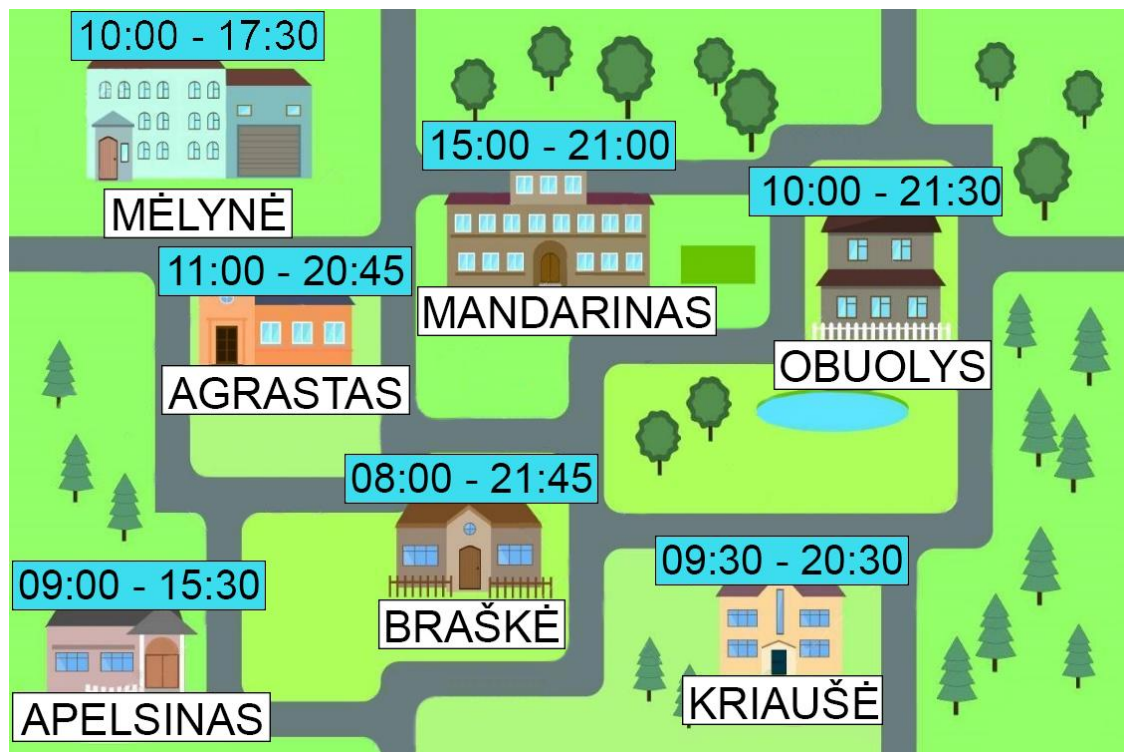 10:00 - 17:30
MĖLYNĖ
15:00 - 21:00
MANDARINAS
10:00 - 21:30
OBUOLYS
11:00 - 20:45
AGRASTAS
08:00 - 21:45
BRAŠKĖ
09:00 - 15:30
APELSINAS
09:30 - 20:30
KRIAUŠĖ